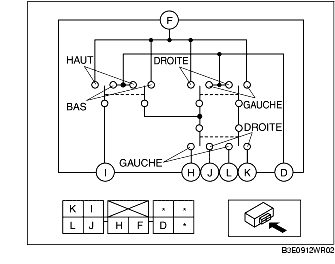 F
HAUT DROITE
BAS GAUCHE
DROITE
GAUCHE
I H J L K D
K I * *
L J H F D *
B3E0912WR02